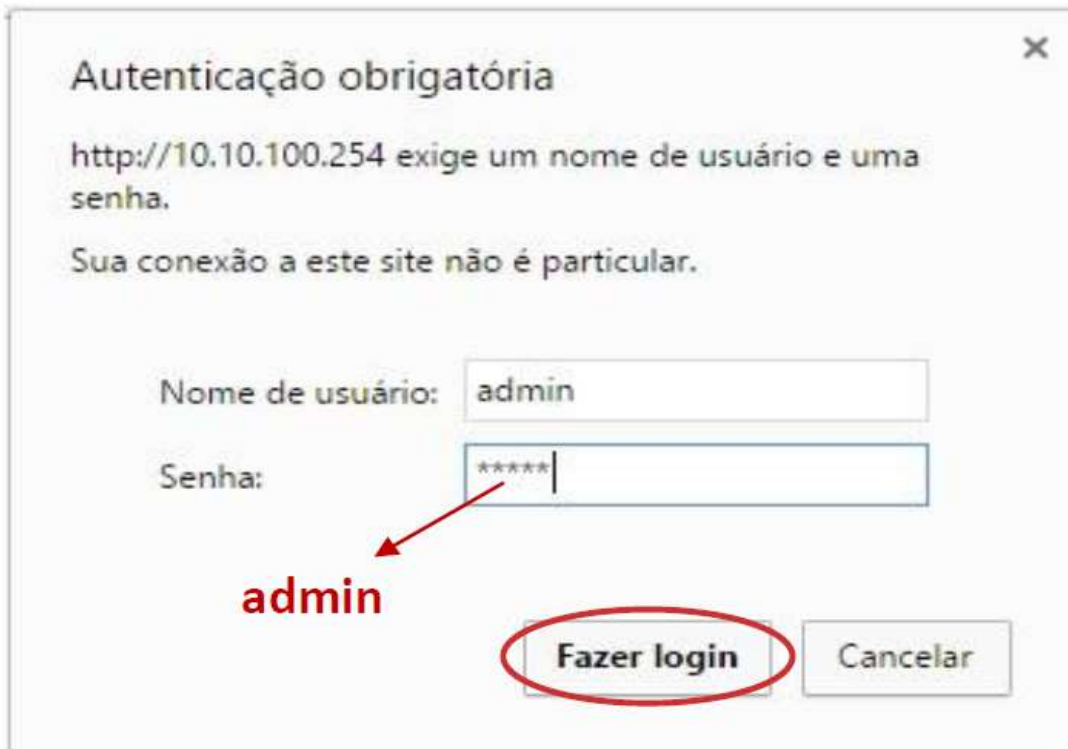 Autenticação obrigatória
http://10.10.100.254 exige um nome de usuário e uma
senha.
Sua conexão a este site não é particular.
Nome de usuário: admin
Senha: *****
admin
Fazer login
Cancelar